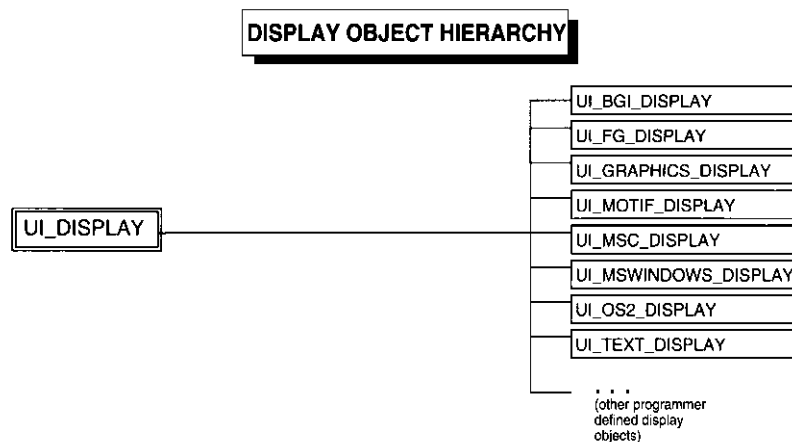 DISPLAY OBJECT HIERARCHY
UI_DISPLAY
UI_BGI_DISPLAY
UI_FG_DISPLAY
UI_GRAPHICS_DISPLAY
UI_MOTIF_DISPLAY
UI_MSC_DISPLAY
UI_MSWINDOWS_DISPLAY
UI_OS2_DISPLAY
UI_TEXT_DISPLAY
. . .
(other programmer
defined display
objects)